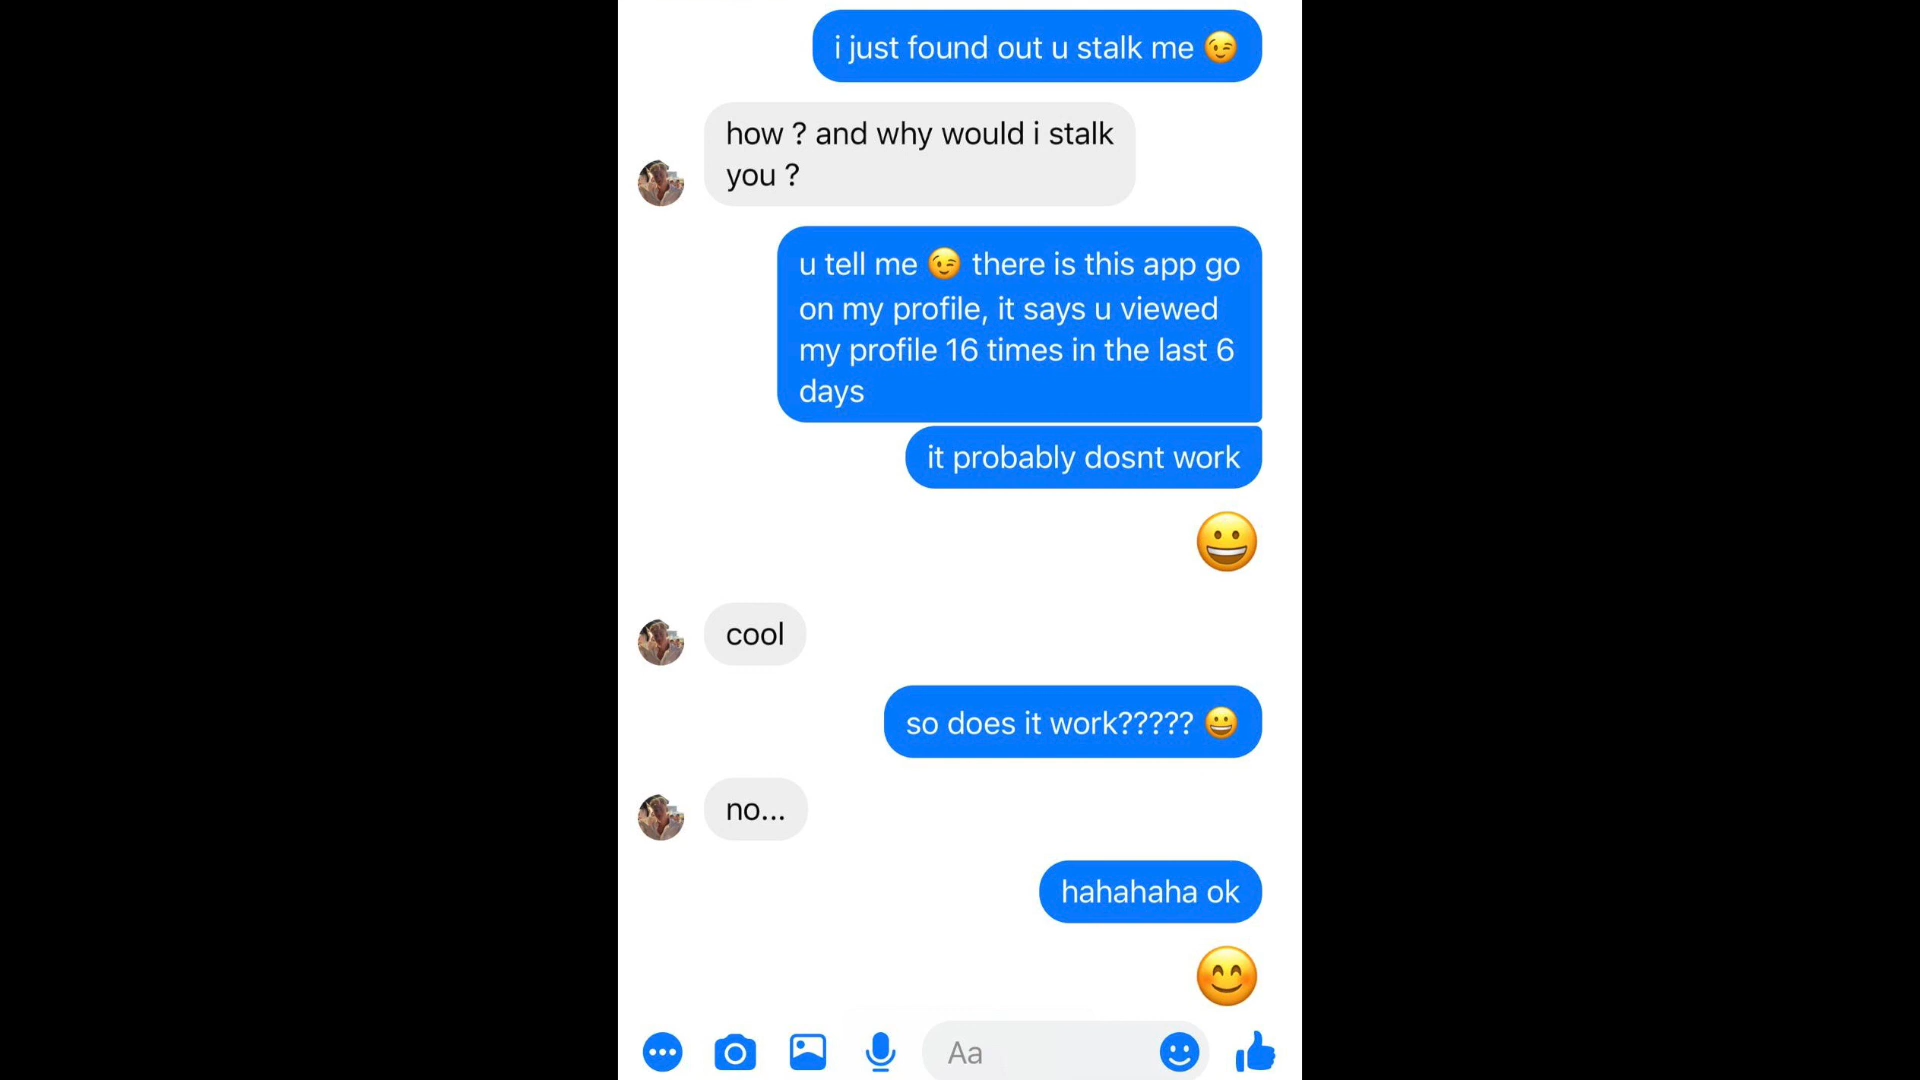 i just found out u stalk me 😉
how ? and why would i stalk
you ?
u tell me 😉 there is this app go
on my profile, it says u viewed
my profile 16 times in the last 6
days
it probably dosnt work
😀
cool
so does it work????? 😀
no...
hahahaha ok
😊
Aa